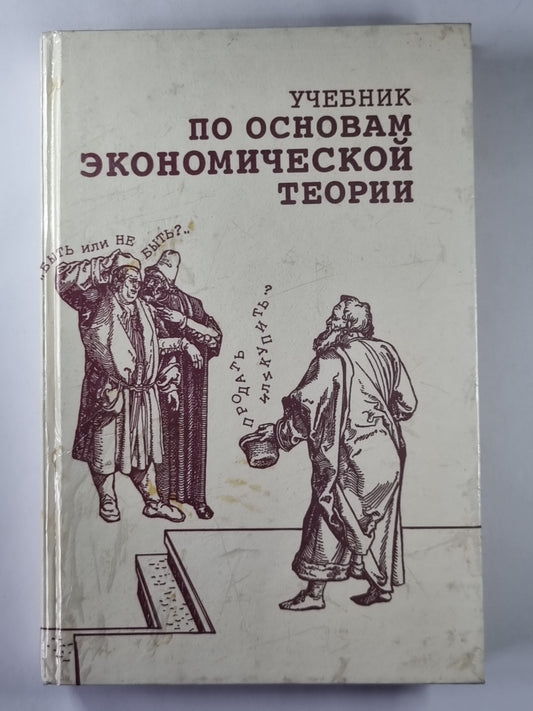 УЧЕБНИК
ПО ОСНОВАМ
ЭКОНОМИЧЕСКОЙ
ТЕОРИИ
„БЫТЬ или НЕ БЫТЬ?..
ПРОДАТЬ
или КУПИТЬ..?